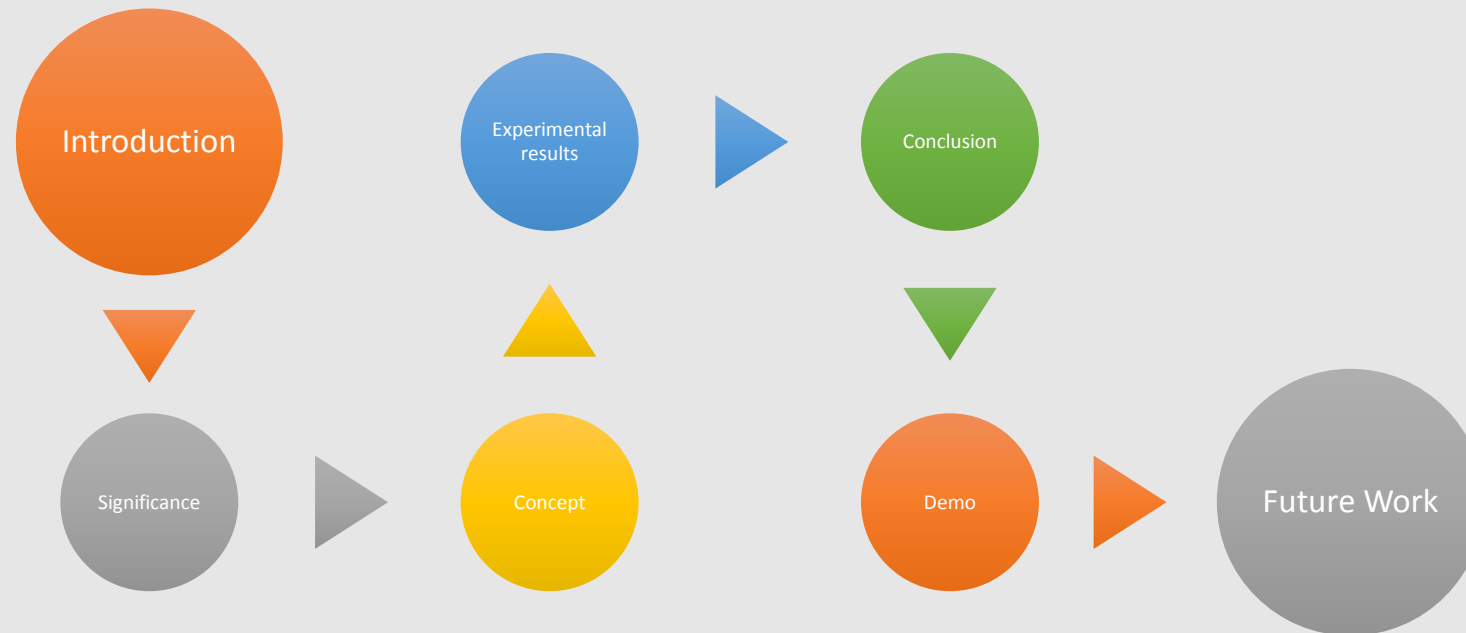 Introduction
Significance
Concept
Experimental
results
Conclusion
Demo
Future Work